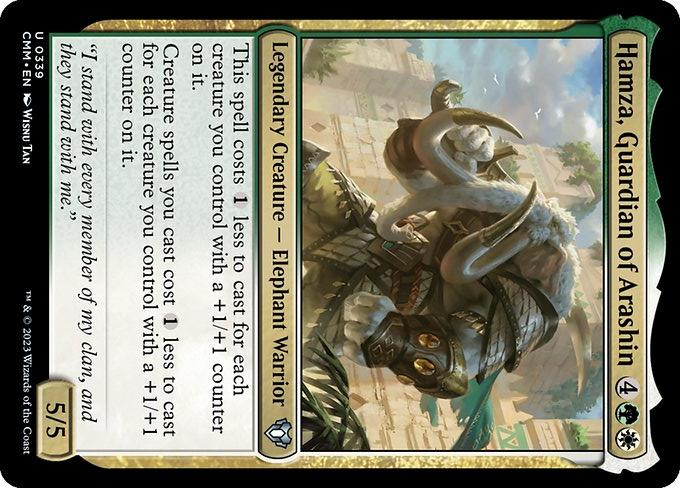 Hamza, Guardian of Arashin 4
Legendary Creature — Elephant Warrior
This spell costs 1 less to cast for each
creature you control with a +1/+1 counter
on it.
Creature spells you cast cost 1 less to cast
for each creature you control with a +1/+1
counter on it.
"I stand with every member of my clan, and
they stand with me."
5/5
U 0339
CMM • EN Wisnu Tan
™ & © 2023 Wizards of the Coast